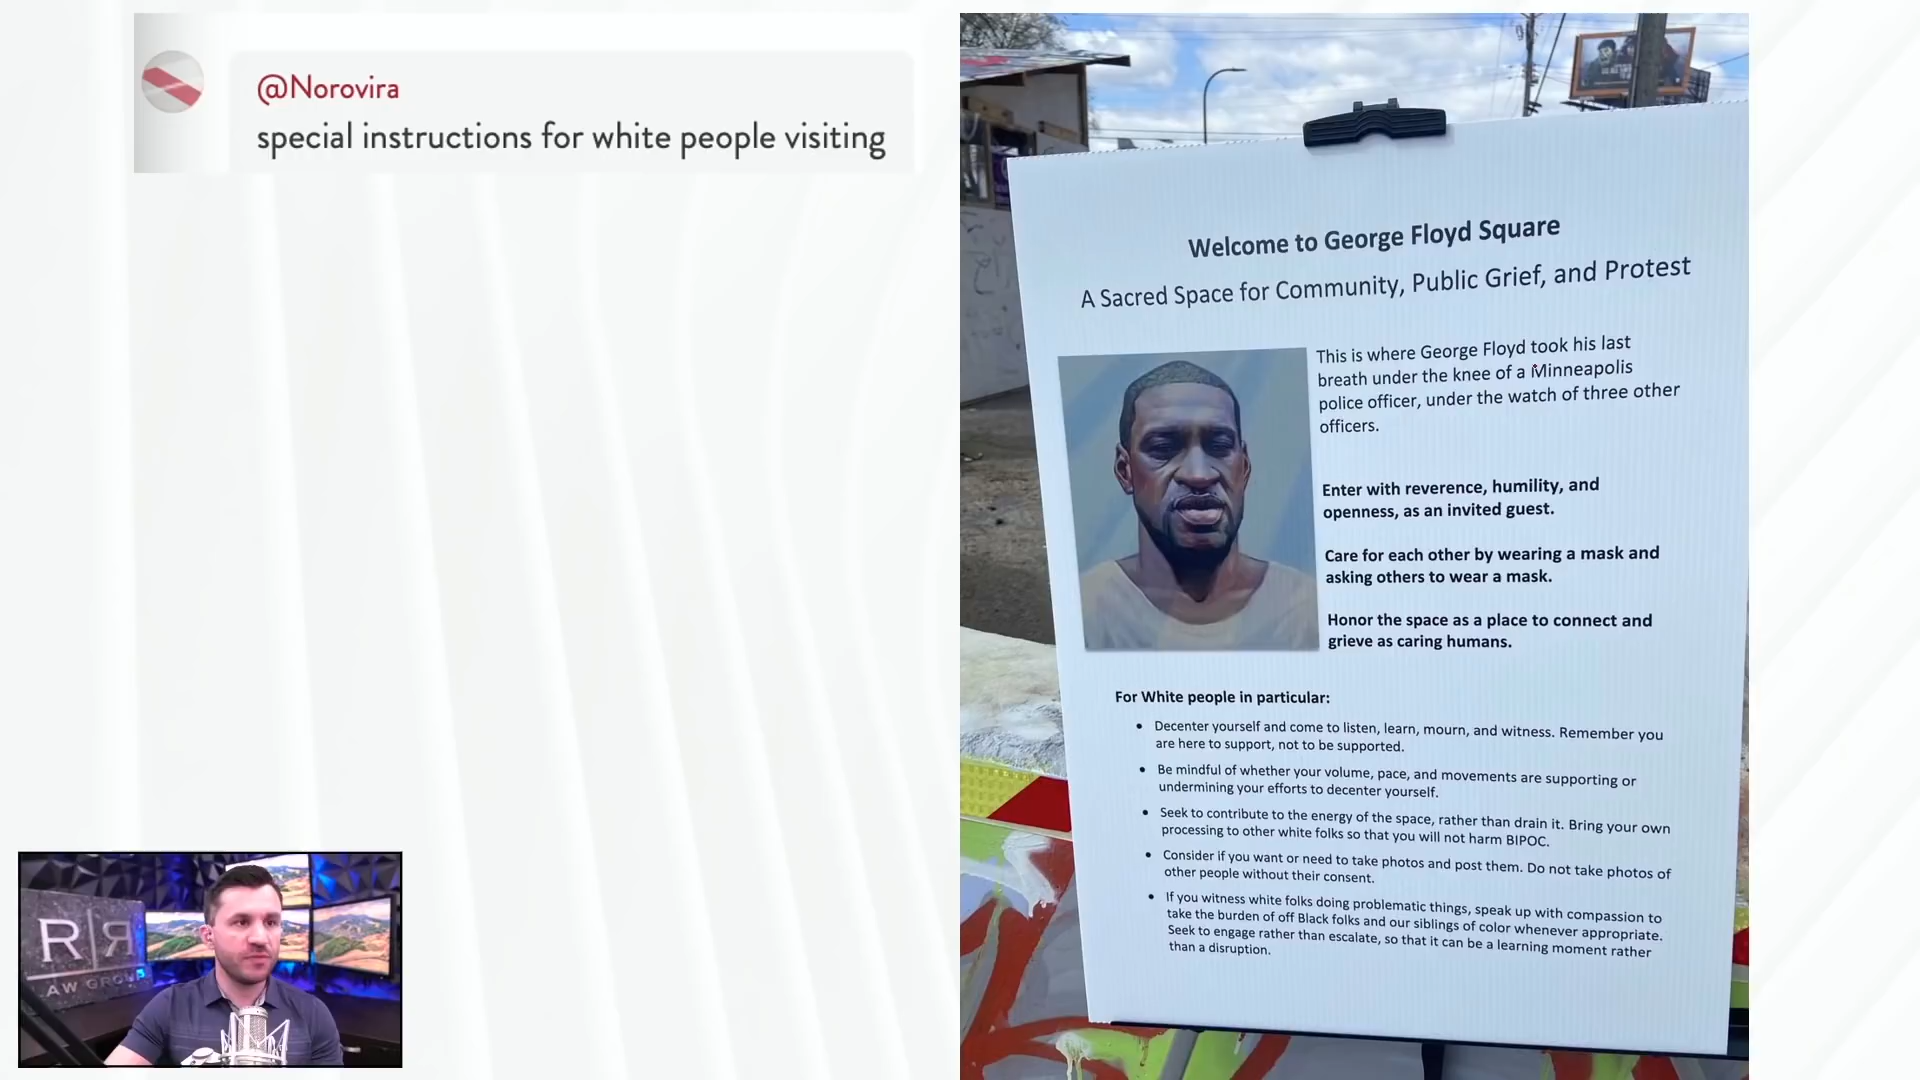 @Norovira
special instructions for white people visiting
Welcome to George Floyd Square
A Sacred Space for Community, Public Grief, and Protest
This is where George Floyd took his last
breath under the knee of a Minneapolis
police officer, under the watch of three other
officers.
Enter with reverence, humility, and
openness, as an invited guest.
Care for each other by wearing a mask and
asking others to wear a mask.
Honor the space as a place to connect and
grieve as caring humans.
For White people in particular:
• Decenter yourself and come to listen, learn, mourn, and witness. Remember you
are here to support, not to be supported.
• Be mindful of whether your volume, pace, and movements are supporting or
undermining your efforts to decenter yourself.
• Seek to contribute to the energy of the space, rather than drain it. Bring your own
processing to other white folks so that you will not harm BIPOC.
• Consider if you want or need to take photos and post them. Do not take photos of
other people without their consent.
• If you witness white folks doing problematic things, speak up with compassion to
take the burden of off Black folks and our siblings of color whenever appropriate.
Seek to engage rather than escalate, so that it can be a learning moment rather
than a disruption.
R|R
LAW GROUP